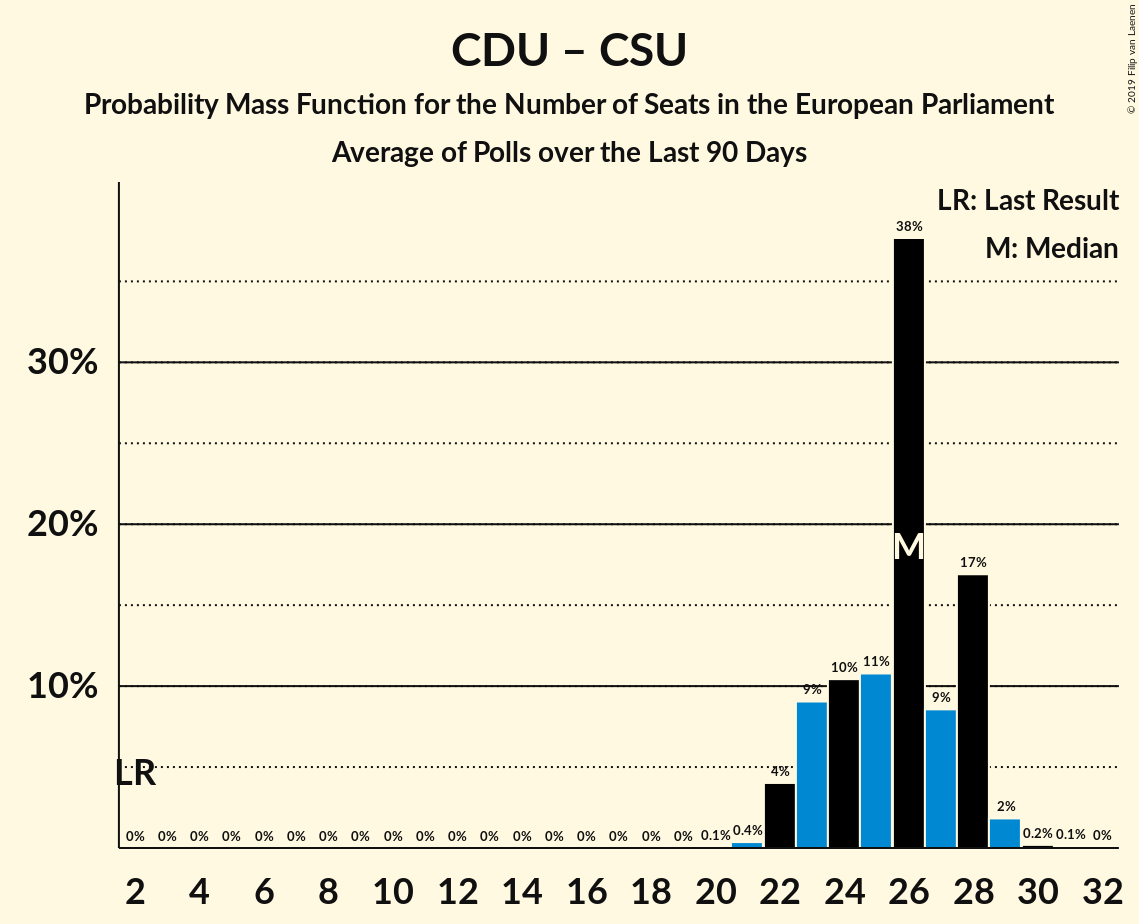 CDU – CSU
Probability Mass Function for the Number of Seats in the European Parliament
Average of Polls over the Last 90 Days
© 2019 Filip van Laenen
LR: Last Result
M: Median
38%
30%
20%
M
17%
10%
9% 10% 11% 9%
LR
4%
0% 0% 0% 0% 0% 0% 0% 0% 0% 0% 0% 0% 0% 0% 0% 0% 0% 0% 0.1% 0.4% 2% 0.2% 0.1% 0%
2 4 6 8 10 12 14 16 18 20 22 24 26 28 30 32